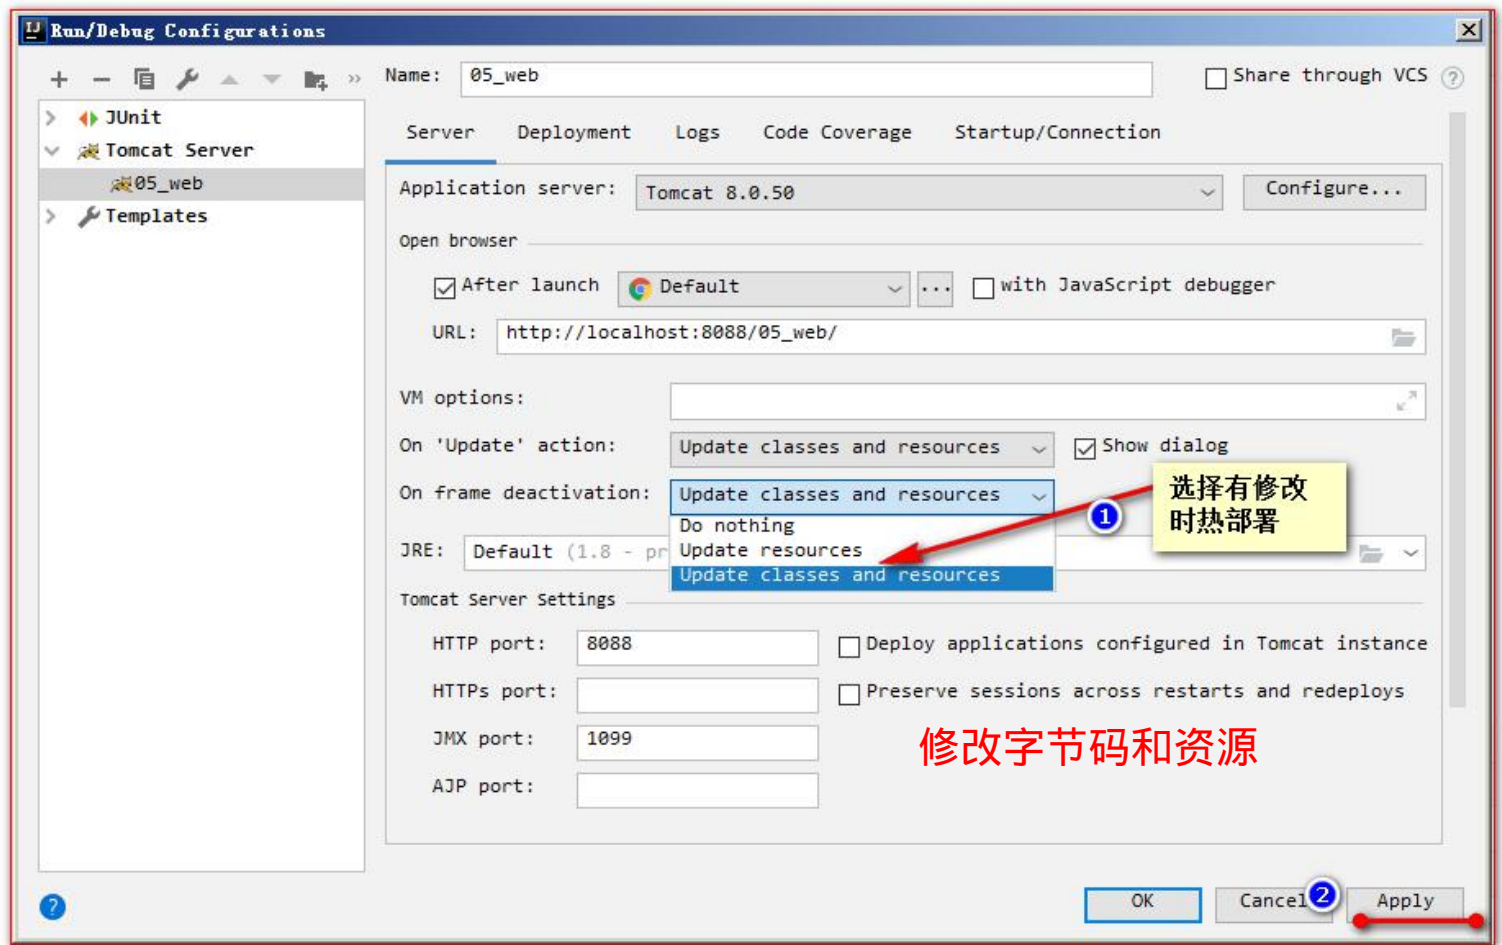 Run/Debug Configurations
Name: 05_web
Share through VCS
JUnit
Tomcat Server
05_web
Templates
Server Deployment Logs Code Coverage Startup/Connection
Application server: Tomcat 8.0.50 Configure...
Open browser
After launch Default ... with JavaScript debugger
URL: http://localhost:8088/05_web/
VM options:
On 'Update' action: Update classes and resources Show dialog
On frame deactivation: Update classes and resources
选择有修改
时热部署
1
Do nothing
Update resources
Update classes and resources
JRE: Default (1.8 - pr
Tomcat Server Settings
HTTP port: 8088 Deploy applications configured in Tomcat instance
HTTPs port: Preserve sessions across restarts and redeploys
JMX port: 1099
修改字节码和资源
AJP port:
OK Cancel 2 Apply